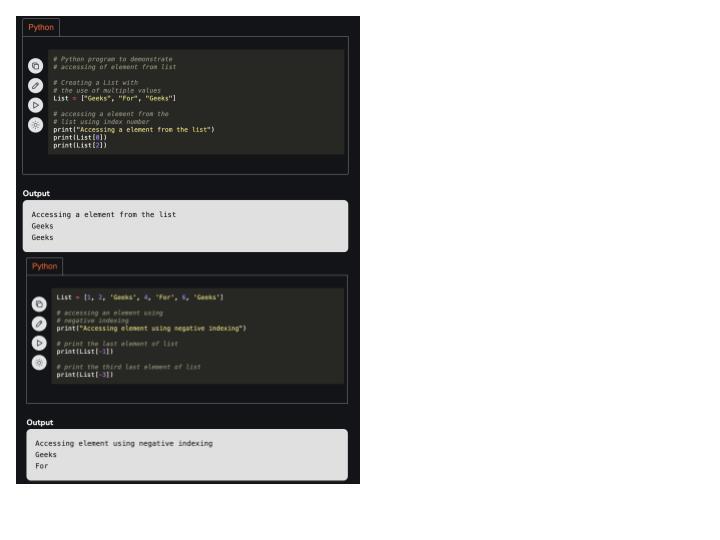 Python
# Python program to demonstrate
# accessing of element from list
# Creating a List with
# the use of multiple values
List = ["Geeks", "For", "Geeks"]
# accessing a element from the
# list using index number
print("Accessing a element from the list")
print(List[0])
print(List[2])
Output
Accessing a element from the list
Geeks
Geeks
Python
List = [1, 2, 'Geeks', 4, 'For', 6, 'Geeks']
# accessing an element using
# negative indexing
print("Accessing element using negative indexing")
# print the last element of list
print(List[-1])
# print the third last element of list
print(List[-3])
Output
Accessing element using negative indexing
Geeks
For